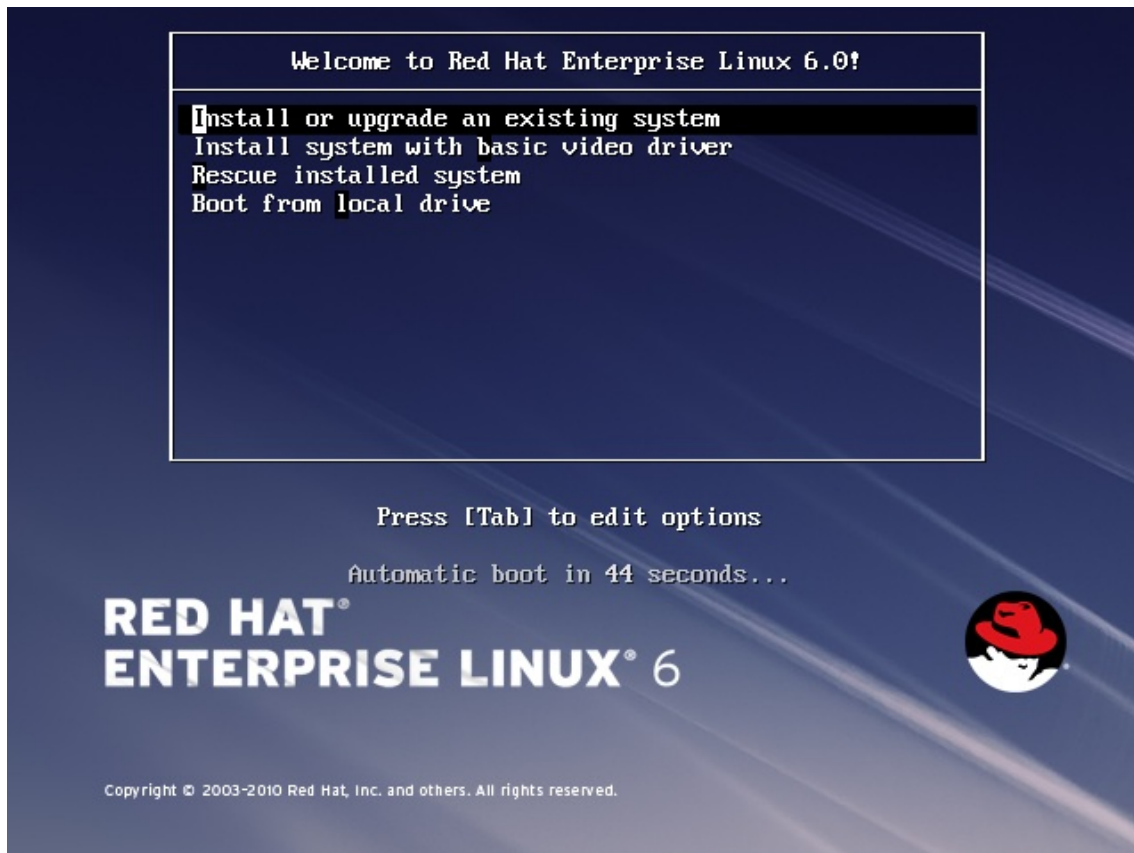 Welcome to Red Hat Enterprise Linux 6.0!
Install or upgrade an existing system
Install system with basic video driver
Rescue installed system
Boot from local drive
Press [Tab] to edit options
Automatic boot in 44 seconds...
RED HAT®
ENTERPRISE LINUX® 6
Copyright © 2003-2010 Red Hat, Inc. and others. All rights reserved.